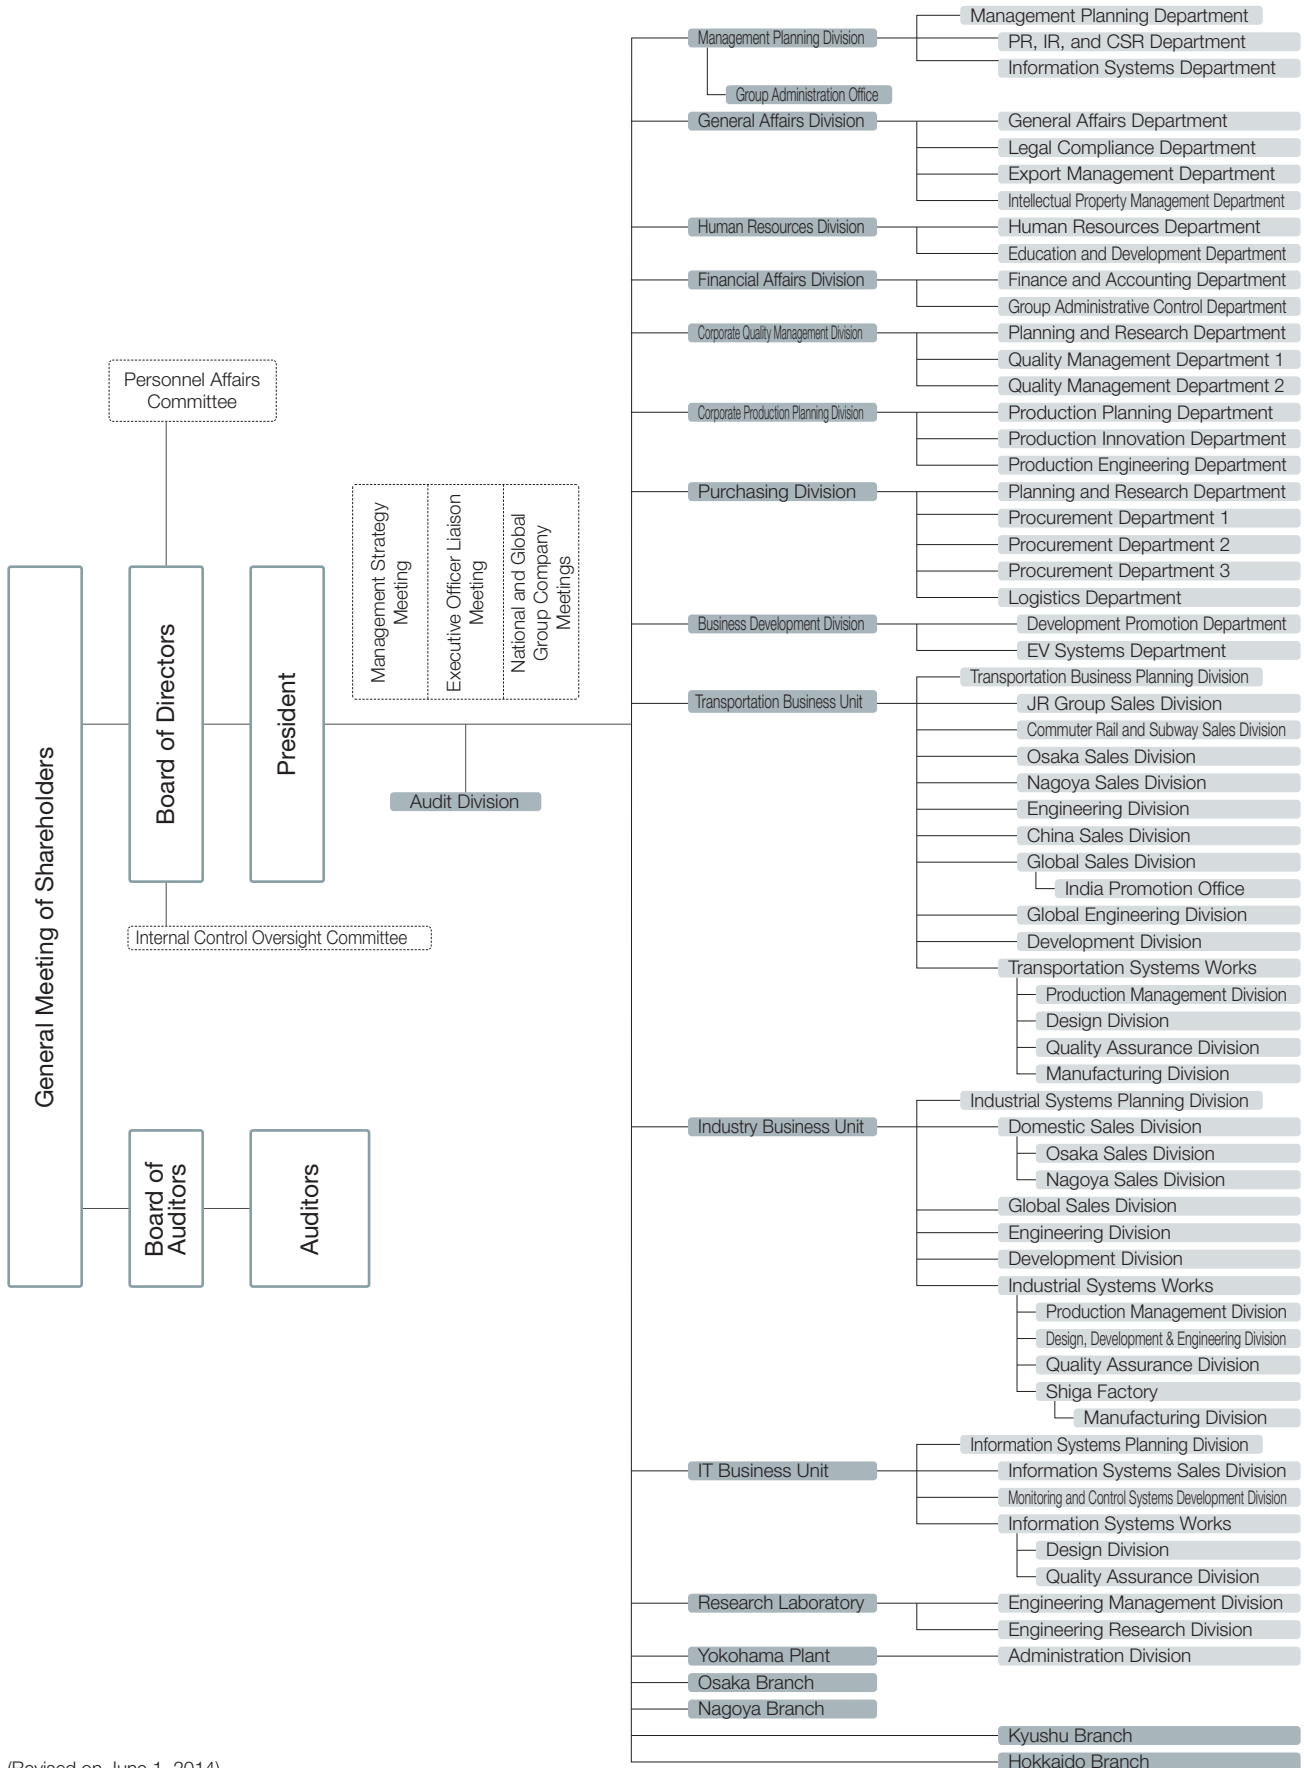 General Meeting of Shareholders
Personnel Affairs
Committee
Board of Directors
Internal Control Oversight Committee
President
Board of
Auditors
Auditors
Management Strategy
Meeting
Executive Officer Liaison
Meeting
National and Global
Group Company
Meetings
Audit Division
Management Planning Division
Management Planning Department
PR, IR, and CSR Department
Information Systems Department
Group Administration Office
General Affairs Division
General Affairs Department
Legal Compliance Department
Export Management Department
Intellectual Property Management Department
Human Resources Division
Human Resources Department
Education and Development Department
Financial Affairs Division
Finance and Accounting Department
Group Administrative Control Department
Corporate Quality Management Division
Planning and Research Department
Quality Management Department 1
Quality Management Department 2
Corporate Production Planning Division
Production Planning Department
Production Innovation Department
Production Engineering Department
Purchasing Division
Planning and Research Department
Procurement Department 1
Procurement Department 2
Procurement Department 3
Logistics Department
Business Development Division
Development Promotion Department
EV Systems Department
Transportation Business Unit
Transportation Business Planning Division
JR Group Sales Division
Commuter Rail and Subway Sales Division
Osaka Sales Division
Nagoya Sales Division
Engineering Division
China Sales Division
Global Sales Division
India Promotion Office
Global Engineering Division
Development Division
Transportation Systems Works
Production Management Division
Design Division
Quality Assurance Division
Manufacturing Division
Industry Business Unit
Industrial Systems Planning Division
Domestic Sales Division
Osaka Sales Division
Nagoya Sales Division
Global Sales Division
Engineering Division
Development Division
Industrial Systems Works
Production Management Division
Design, Development & Engineering Division
Quality Assurance Division
Shiga Factory
Manufacturing Division
IT Business Unit
Information Systems Planning Division
Information Systems Sales Division
Monitoring and Control Systems Development Division
Information Systems Works
Design Division
Quality Assurance Division
Research Laboratory
Engineering Management Division
Engineering Research Division
Yokohama Plant
Administration Division
Osaka Branch
Nagoya Branch
Kyushu Branch
Hokkaido Branch
(Revised on June 1, 2014)